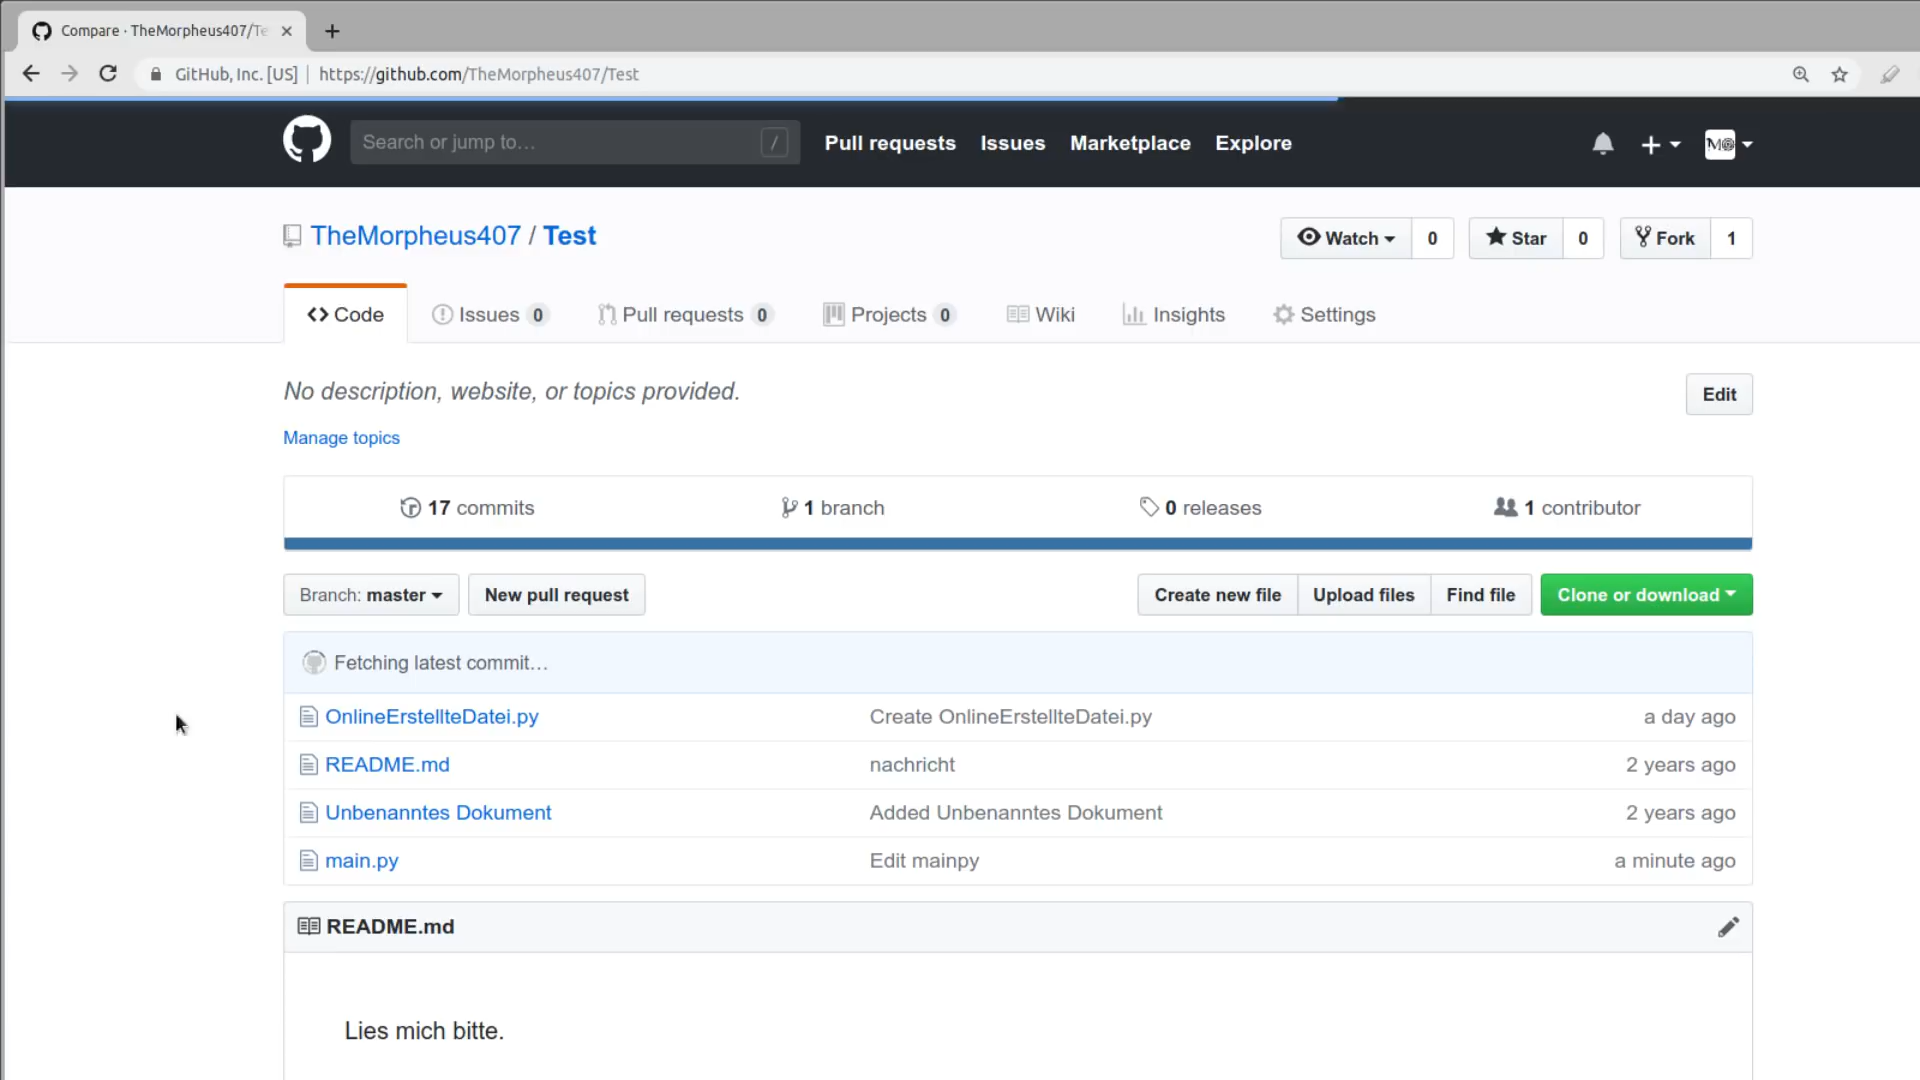 Compare · TheMorpheus407/Te
GitHub, Inc. [US] https://github.com/TheMorpheus407/Test
Search or jump to… / Pull requests Issues Marketplace Explore
TheMorpheus407 / Test
Watch 0 Star 0 Fork 1
Code Issues 0 Pull requests 0 Projects 0 Wiki Insights Settings
No description, website, or topics provided.
Edit
Manage topics
17 commits 1 branch 0 releases 1 contributor
Branch: master New pull request Create new file Upload files Find file Clone or download
Fetching latest commit…
OnlineErstellteDatei.py Create OnlineErstellteDatei.py a day ago
README.md nachricht 2 years ago
Unbenanntes Dokument Added Unbenanntes Dokument 2 years ago
main.py Edit mainpy a minute ago
README.md
Lies mich bitte.